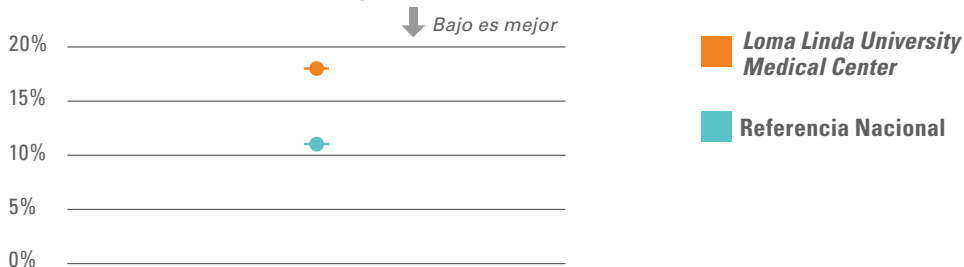 Bajo es mejor
20%
15%
10%
5%
0%
Loma Linda University
Medical Center
Referencia Nacional